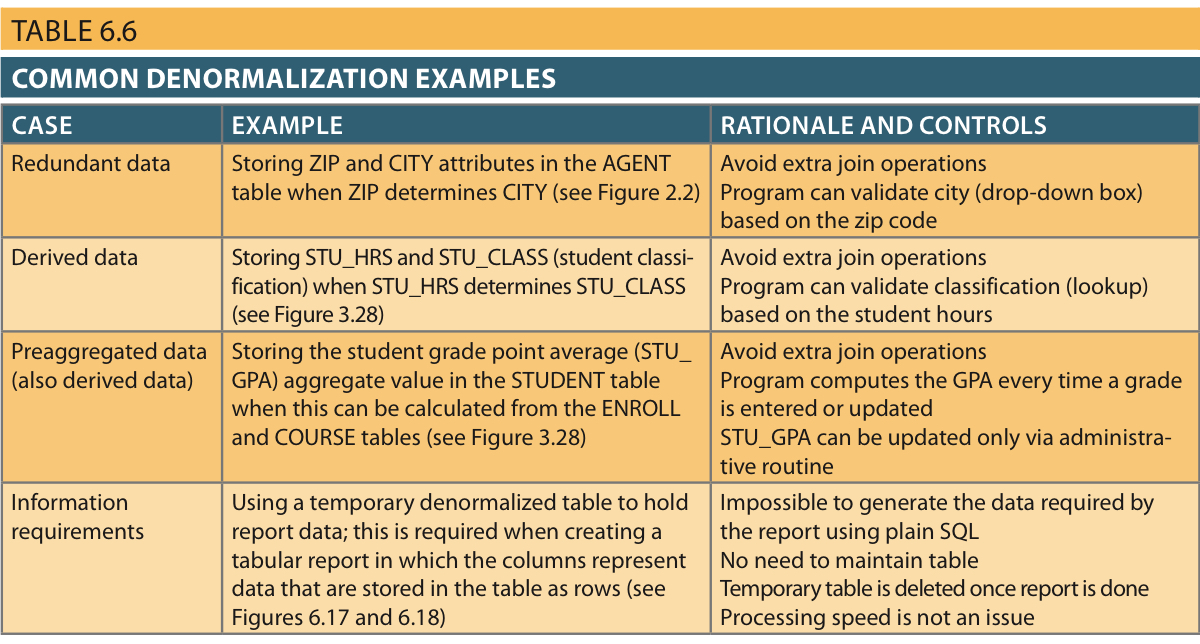 TABLE 6.6
COMMON DENORMALIZATION EXAMPLES
CASE
EXAMPLE
RATIONALE AND CONTROLS
Redundant data
Storing ZIP and CITY attributes in the AGENT
table when ZIP determines CITY (see Figure 2.2)
Avoid extra join operations
Program can validate city (drop-down box)
based on the zip code
Derived data
Storing STU_HRS and STU_CLASS (student classi-
fication) when STU_HRS determines STU_CLASS
(see Figure 3.28)
Avoid extra join operations
Program can validate classification (lookup)
based on the student hours
Preaggregated data
(also derived data)
Storing the student grade point average (STU_
GPA) aggregate value in the STUDENT table
when this can be calculated from the ENROLL
and COURSE tables (see Figure 3.28)
Avoid extra join operations
Program computes the GPA every time a grade
is entered or updated
STU_GPA can be updated only via administra-
tive routine
Information
requirements
Using a temporary denormalized table to hold
report data; this is required when creating a
tabular report in which the columns represent
data that are stored in the table as rows (see
Figures 6.17 and 6.18)
Impossible to generate the data required by
the report using plain SQL
No need to maintain table
Temporary table is deleted once report is done
Processing speed is not an issue